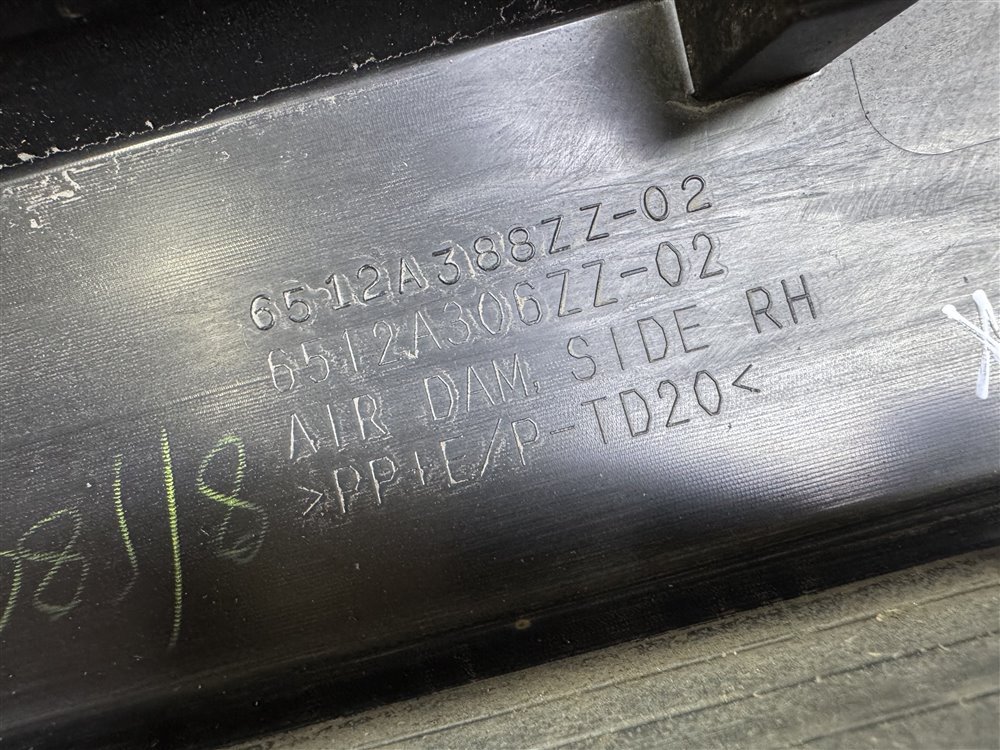 6512A388ZZ-02
6512A306ZZ-02
AIR DAM, SIDE RH
>PP+E/P-TD20<